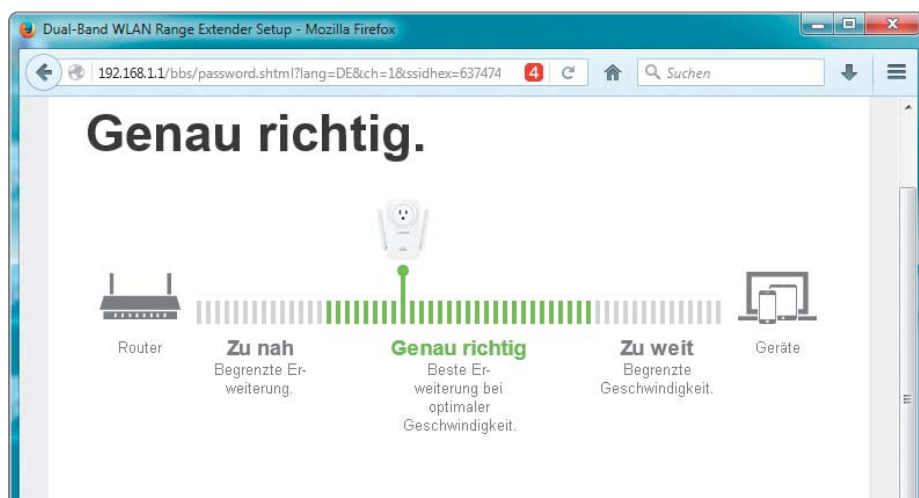 Dual-Band WLAN Range Extender Setup - Mozilla Firefox
192.168.1.1/bbs/password.shtml?lang=DE&ch=1&ssidhex=637474
4
Suchen
Genau richtig.
Router
Zu nah
Begrenzte Er-
weiterung.
Genau richtig
Beste Er-
weiterung bei
optimaler
Geschwindigkeit.
Zu weit
Begrenzte
Geschwindigkeit.
Geräte